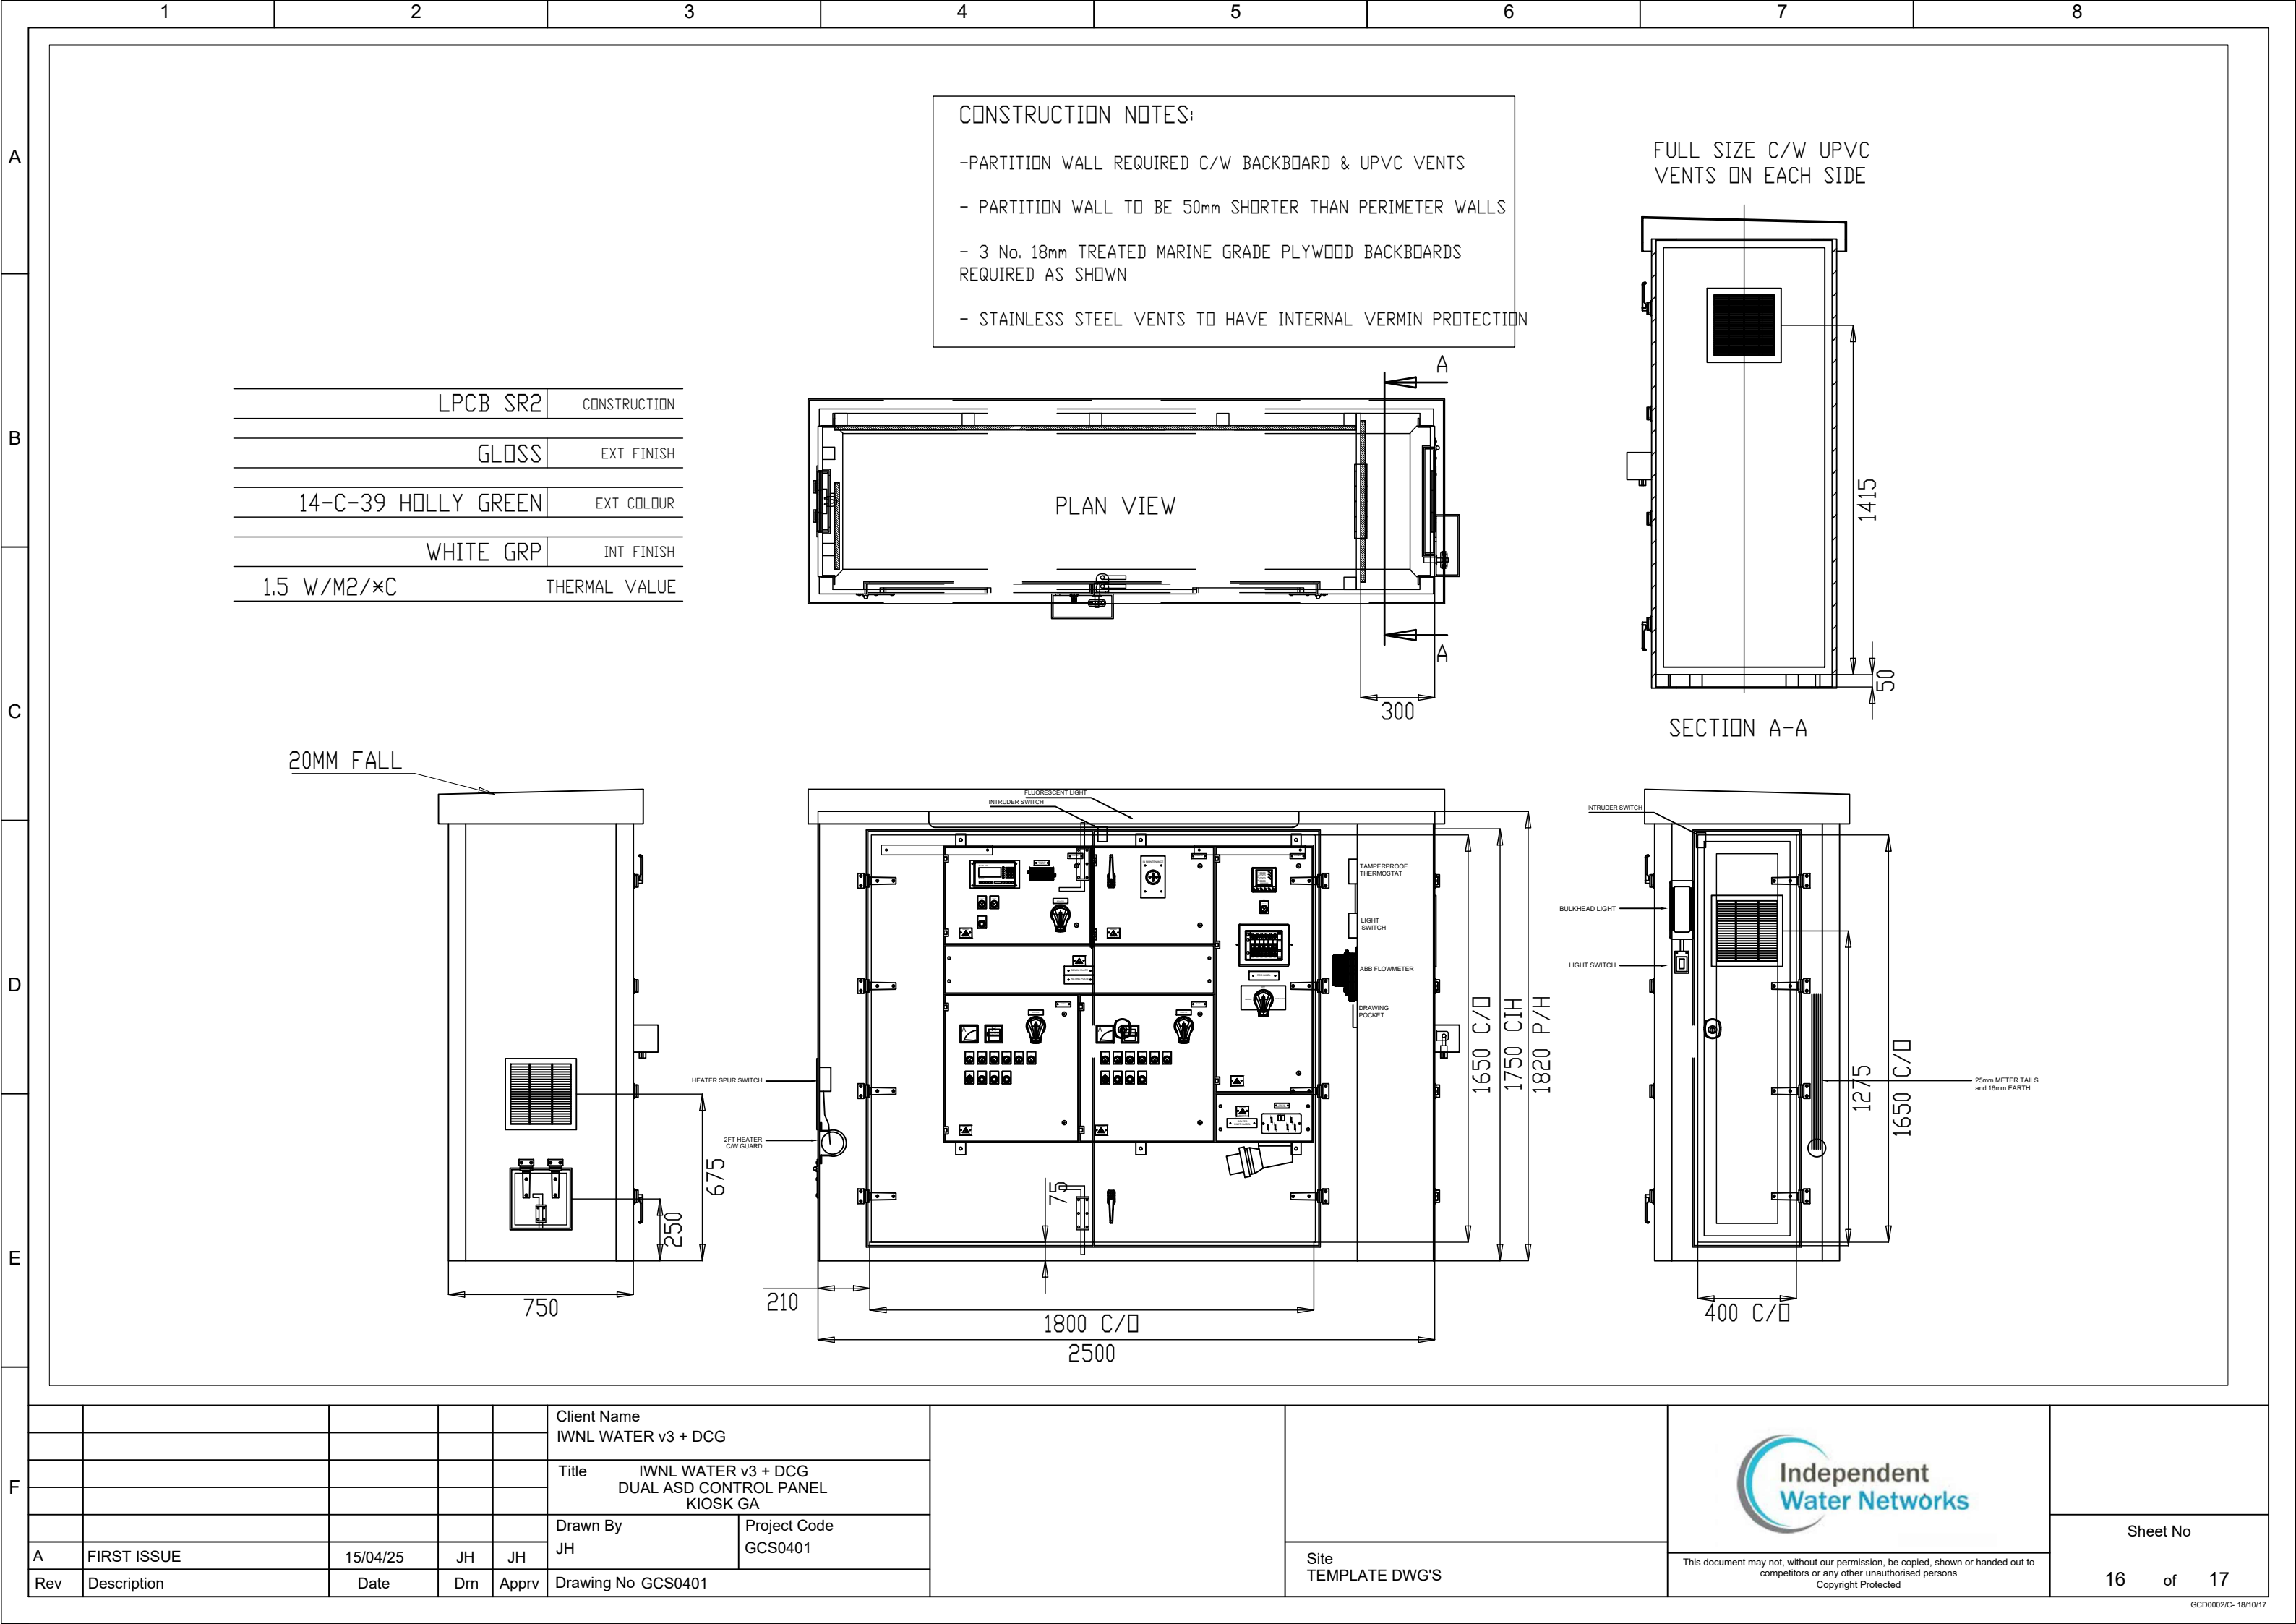 1 2 3 4 5 6 7 8
A
B
C
D
E
F
CONSTRUCTION NOTES:
-PARTITION WALL REQUIRED C/W BACKBOARD & UPVC VENTS
- PARTITION WALL TO BE 50mm SHORTER THAN PERIMETER WALLS
- 3 No. 18mm TREATED MARINE GRADE PLYWOOD BACKBOARDS
REQUIRED AS SHOWN
- STAINLESS STEEL VENTS TO HAVE INTERNAL VERMIN PROTECTION
FULL SIZE C/W UPVC
VENTS ON EACH SIDE
1415
50
SECTION A-A
LPCB SR2 CONSTRUCTION
GLOSS EXT FINISH
14-C-39 HOLLY GREEN EXT COLOUR
WHITE GRP INT FINISH
1.5 W/M2/*C THERMAL VALUE
A
PLAN VIEW
A
300
20MM FALL
675
250
750
FLUORESCENT LIGHT
INTRUDER SWITCH
TAMPERPROOF
THERMOSTAT
LIGHT
SWITCH
ABB FLOWMETER
DRAWING
POCKET
HEATER SPUR SWITCH
2FT HEATER
C/W GUARD
75
1650 C/O
1750 CIH
1820 P/H
210
1800 C/O
2500
INTRUDER SWITCH
BULKHEAD LIGHT
LIGHT SWITCH
25mm METER TAILS
and 16mm EARTH
1275
1650 C/O
400 C/O
Client Name
IWNL WATER v3 + DCG
Title IWNL WATER v3 + DCG
DUAL ASD CONTROL PANEL
KIOSK GA
Drawn By Project Code
JH GCS0401
A FIRST ISSUE 15/04/25 JH JH
Rev Description Date Drn Apprv Drawing No GCS0401
Site
TEMPLATE DWG'S
Independent
Water Networks
This document may not, without our permission, be copied, shown or handed out to
competitors or any other unauthorised persons
Copyright Protected
Sheet No
16 of 17
GCD0002/C- 18/10/17